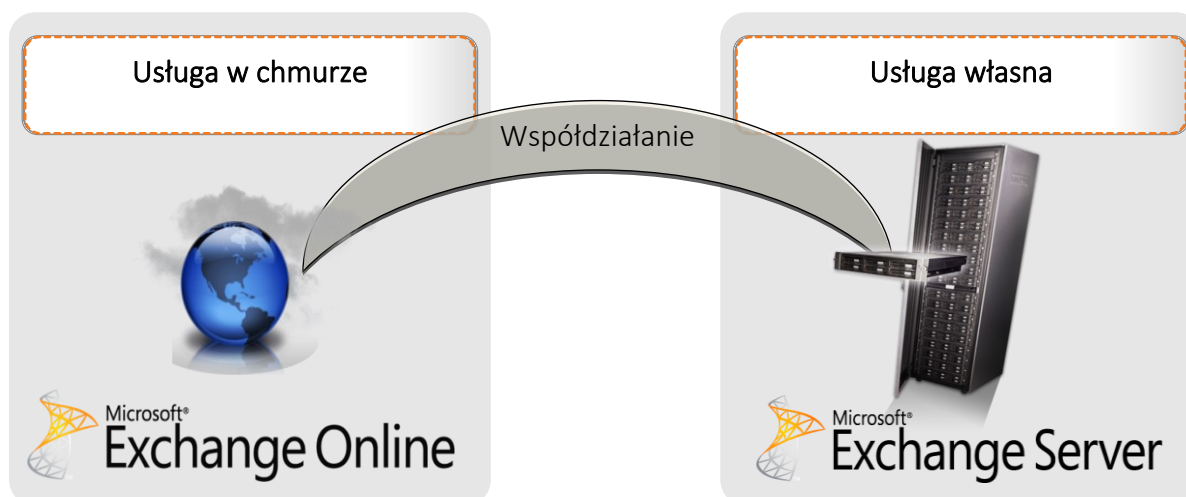 Usługa w chmurze
Usługa własna
Współdziałanie
Microsoft®
Exchange Online
Microsoft®
Exchange Server